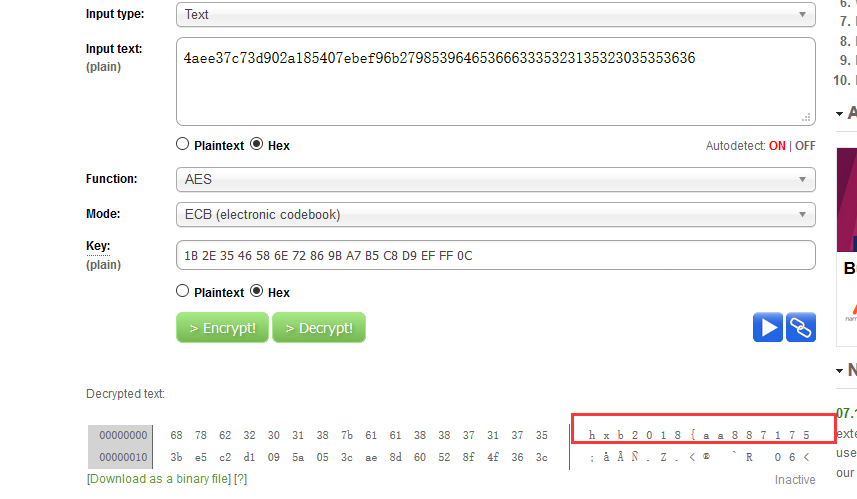 6.
Input type: Text
7.
Input text: 4aee37c73d902a185407ebef96b2798539646536663335323135323035353636
(plain)
8.
9.
10.
Plaintext Hex Autodetect: ON | OFF
Function: AES
Mode: ECB (electronic codebook)
Key: 1B 2E 35 46 58 6E 72 86 9B A7 B5 C8 D9 EF FF 0C
(plain)
Plaintext Hex
> Encrypt! > Decrypt!
Decrypted text:
00000000 68 78 62 32 30 31 38 7b 61 61 38 38 37 31 37 35 h x b 2 0 1 8 { a a 8 8 7 1 7 5
00000010 3b e5 c2 d1 09 5a 05 3c ae 8d 60 52 8f 4f 36 3c ; å Â Ñ . Z . < ® ` R 0 6 <
[Download as a binary file] [?] Inactive
07.1
use
our